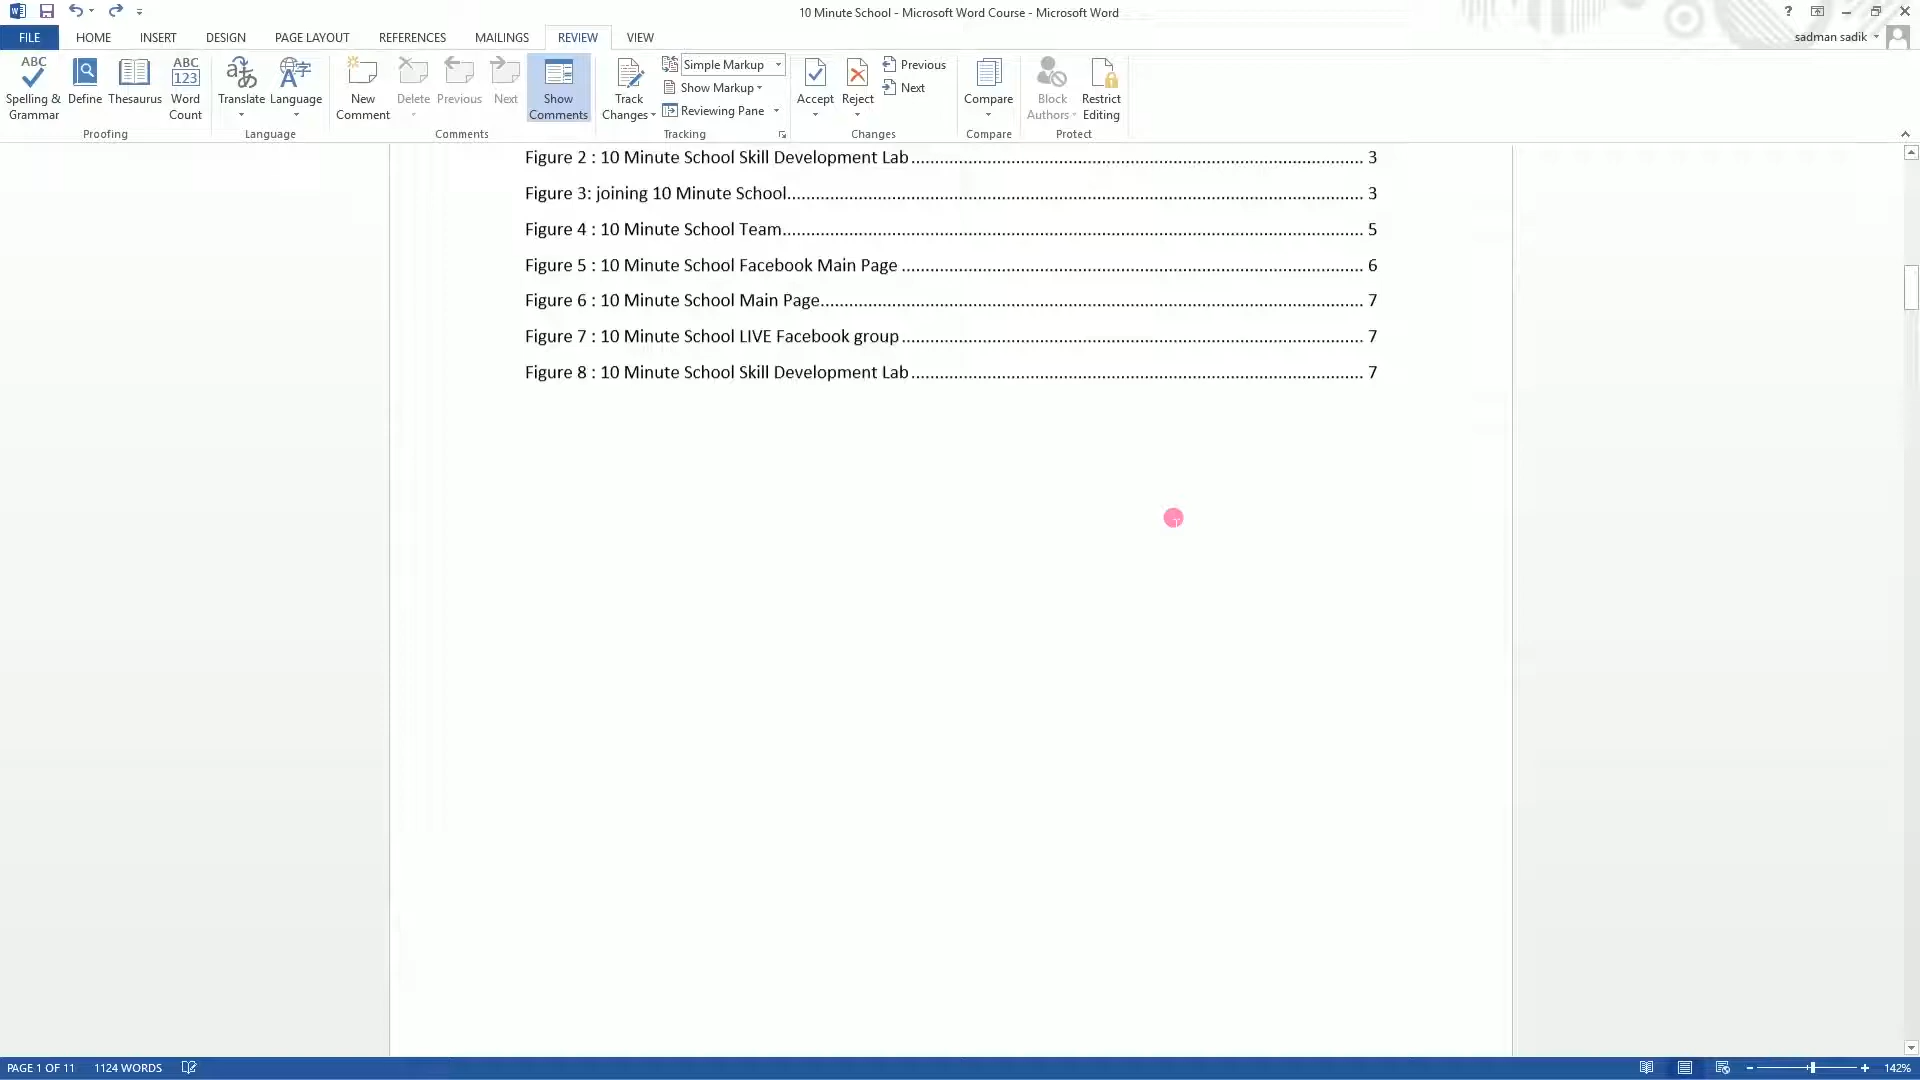 10 Minute School - Microsoft Word Course - Microsoft Word
?
FILE HOME INSERT DESIGN PAGE LAYOUT REFERENCES MAILINGS REVIEW VIEW
sadman sadik
ABC Spelling & Grammar
Define
Thesaurus
ABC 123 Word Count
Proofing
Translate
Language
Language
New Comment
Delete
Previous
Next
Show Comments
Comments
Track Changes
Simple Markup
Show Markup
Reviewing Pane
Tracking
Accept
Reject
Previous
Next
Changes
Compare
Compare
Block Authors
Restrict Editing
Protect
Figure 2 : 10 Minute School Skill Development Lab ........ 3
Figure 3: joining 10 Minute School........ 3
Figure 4 : 10 Minute School Team........ 5
Figure 5 : 10 Minute School Facebook Main Page ........ 6
Figure 6 : 10 Minute School Main Page........ 7
Figure 7 : 10 Minute School LIVE Facebook group ........ 7
Figure 8 : 10 Minute School Skill Development Lab ........ 7
PAGE 1 OF 11 1124 WORDS
142%